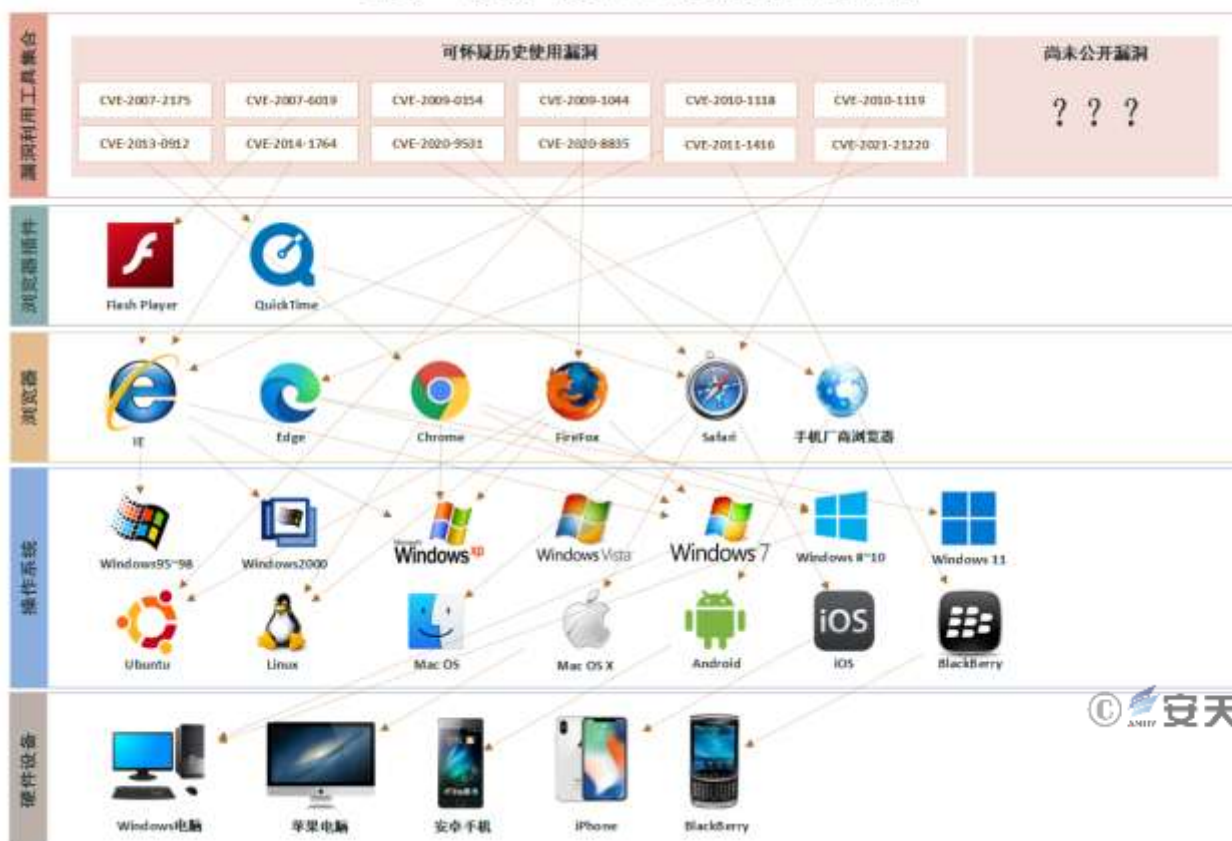 漏洞利用工具集合
可怀疑历史使用漏洞
尚未公开漏洞
CVE-2007-2175
CVE-2007-6019
CVE-2009-0154
CVE-2009-1044
CVE-2010-1118
CVE-2010-1119
? ? ?
CVE-2013-0912
CVE-2014-1764
CVE-2020-9531
CVE-2020-8835
CVE-2011-1416
CVE-2021-21220
浏览器插件
Flash Player
QuickTime
浏览器
IE
Edge
Chrome
FireFox
Safari
手机厂商浏览器
操作系统
Windows95~98
Windows2000
Microsoft Windows xp
Windows Vista
Windows 7
Windows 8~10
Windows 11
Ubuntu
Linux
Mac OS
Mac OS X
Android
iOS
iOS
BlackBerry
硬件设备
Windows电脑
苹果电脑
安卓手机
iPhone
BlackBerry
© 安天